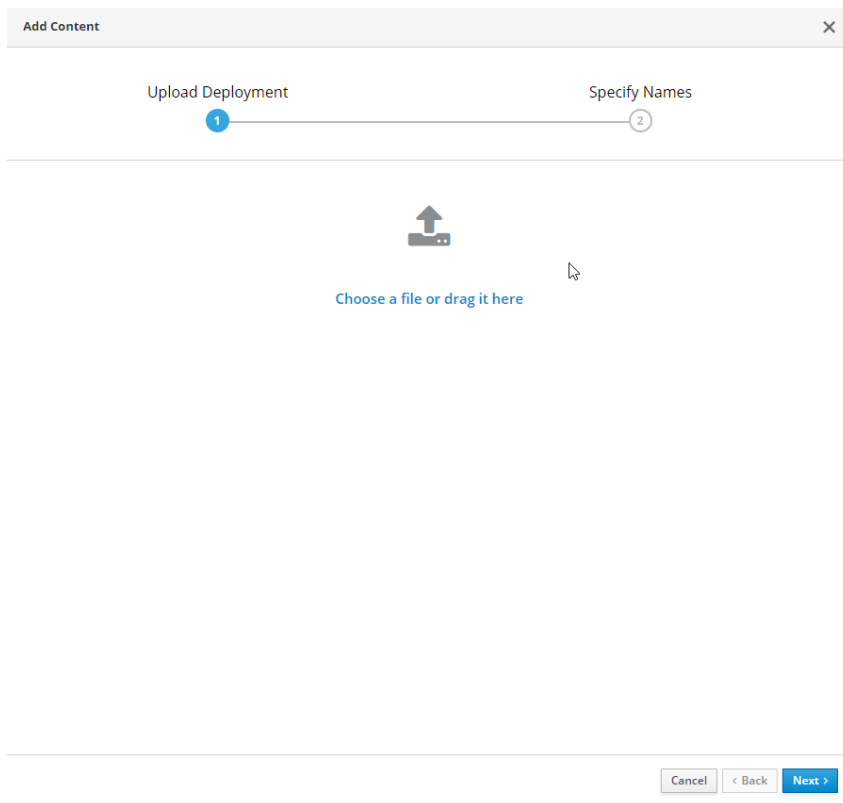 Add Content
Upload Deployment
Specify Names
1
2
Choose a file or drag it here
Cancel
< Back
Next >